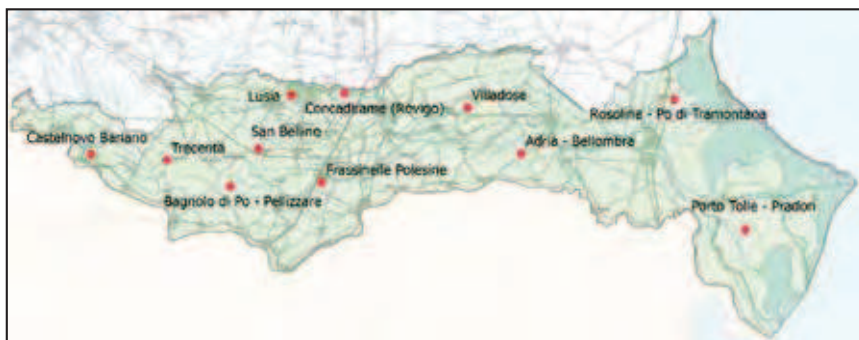 Lusia
Concadirame (Rovigo)
Villadose
Rosolina - Po di Tramontana
Castelnovo Bariano
Trecenta
San Bellino
Adria - Bellombra
Frassinelle Polesine
Bagnolo di Po - Pellizzare
Porto Tolle - Pradon